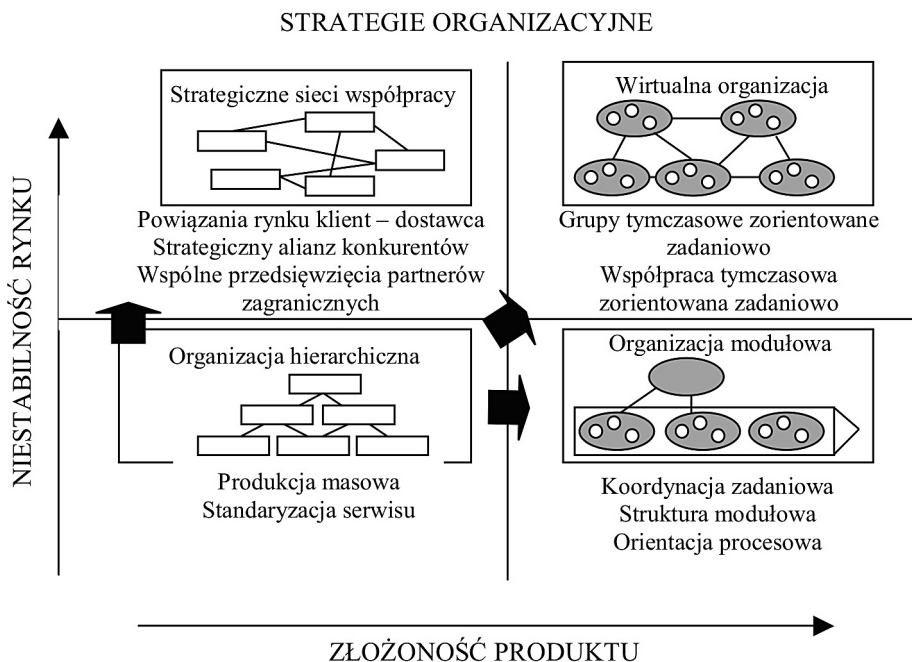 STRATEGIE ORGANIZACYJNE
NIESTABILNOŚĆ RYNKU
Strategiczne sieci współpracy
Powiązania rynku klient – dostawca
Strategiczny alianz konkurentów
Wspólne przedsięwzięcia partnerów
zagranicznych
Wirtualna organizacja
Grupy tymczasowe zorientowane
zadaniowo
Współpraca tymczasowa
zorientowana zadaniowo
Organizacja hierarchiczna
Produkcja masowa
Standaryzacja serwisu
Organizacja modułowa
Koordynacja zadaniowa
Struktura modułowa
Orientacja procesowa
ZŁOŻONOŚĆ PRODUKTU